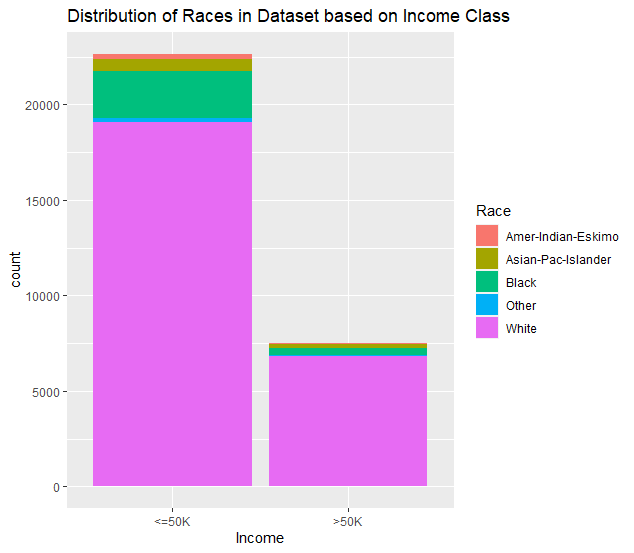 Distribution of Races in Dataset based on Income Class
20000
15000
10000
5000
0
count
<=50K
>50K
Income
Race
Amer-Indian-Eskimo
Asian-Pac-Islander
Black
Other
White